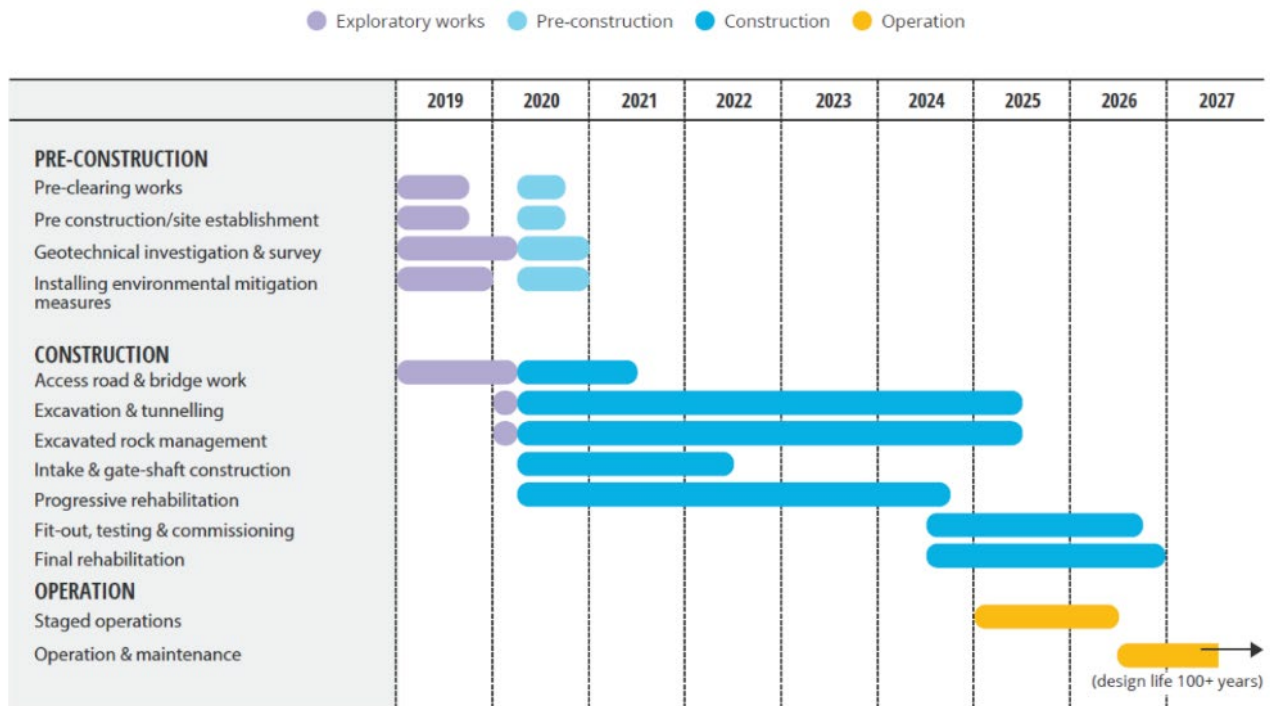 Exploratory works Pre-construction Construction Operation
2019 2020 2021 2022 2023 2024 2025 2026 2027
PRE-CONSTRUCTION
Pre-clearing works
Pre construction/site establishment
Geotechnical investigation & survey
Installing environmental mitigation
measures
CONSTRUCTION
Access road & bridge work
Excavation & tunnelling
Excavated rock management
Intake & gate-shaft construction
Progressive rehabilitation
Fit-out, testing & commissioning
Final rehabilitation
OPERATION
Staged operations
Operation & maintenance
(design life 100+ years)